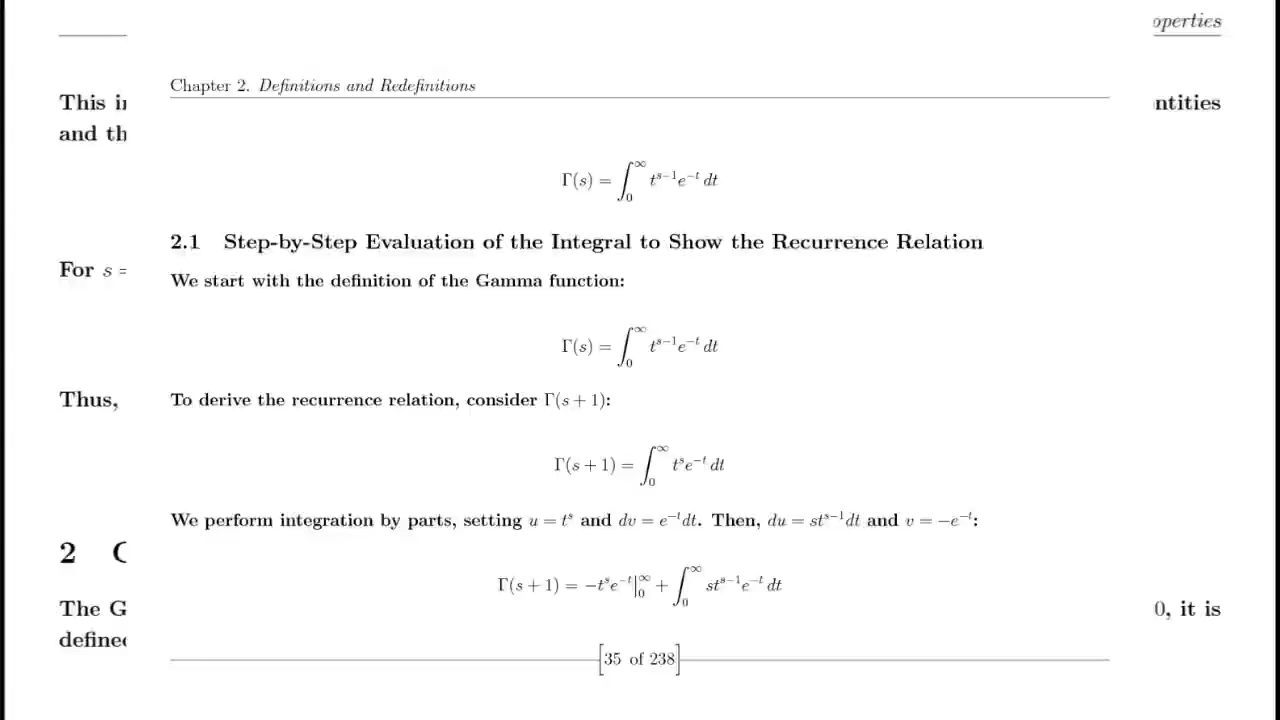 operties
Chapter 2. Definitions and Redefinitions
This in
ntities
and th
Γ(s) = ∫₀^∞ t^{s−1}e^{−t} dt
2.1 Step-by-Step Evaluation of the Integral to Show the Recurrence Relation
For s =
We start with the definition of the Gamma function:
Γ(s) = ∫₀^∞ t^{s−1}e^{−t} dt
Thus,
To derive the recurrence relation, consider Γ(s + 1):
Γ(s + 1) = ∫₀^∞ t^s e^{−t} dt
We perform integration by parts, setting u = t^s and dv = e^{−t}dt. Then, du = st^{s−1}dt and v = −e^{−t}:
2
Γ(s + 1) = −t^s e^{−t}|₀^∞ + ∫₀^∞ st^{s−1}e^{−t} dt
The G
0, it is
defined
35 of 238